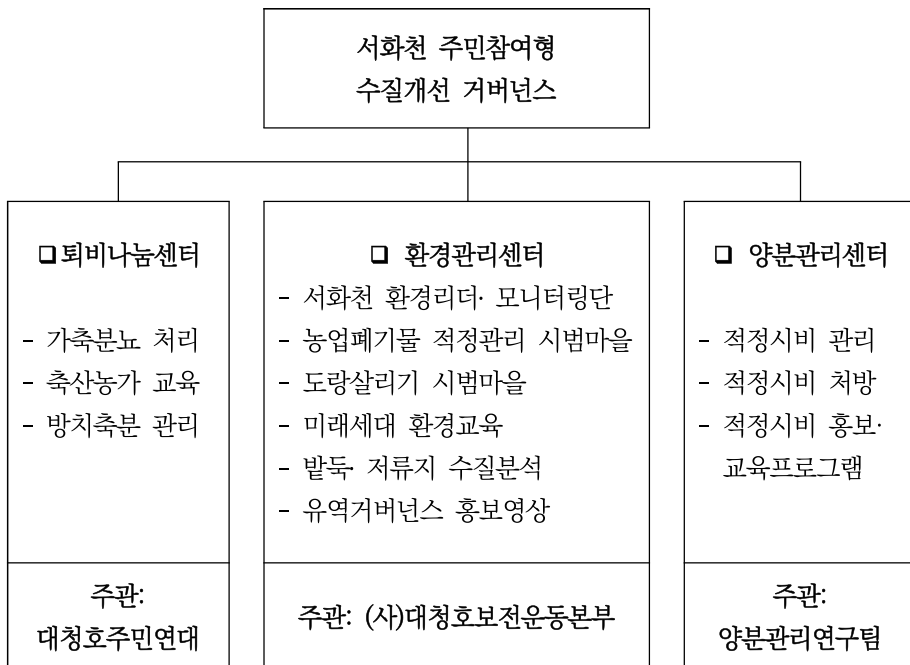 서화천 주민참여형
수질개선 거버넌스
❑퇴비나눔센터
- 가축분뇨 처리
- 축산농가 교육
- 방치축분 관리
주관:
대청호주민연대
❑ 환경관리센터
- 서화천 환경리더· 모니터링단
- 농업폐기물 적정관리 시범마을
- 도랑살리기 시범마을
- 미래세대 환경교육
- 밭둑· 저류지 수질분석
- 유역거버넌스 홍보영상
주관: (사)대청호보전운동본부
❑ 양분관리센터
- 적정시비 관리
- 적정시비 처방
- 적정시비 홍보·
교육프로그램
주관:
양분관리연구팀